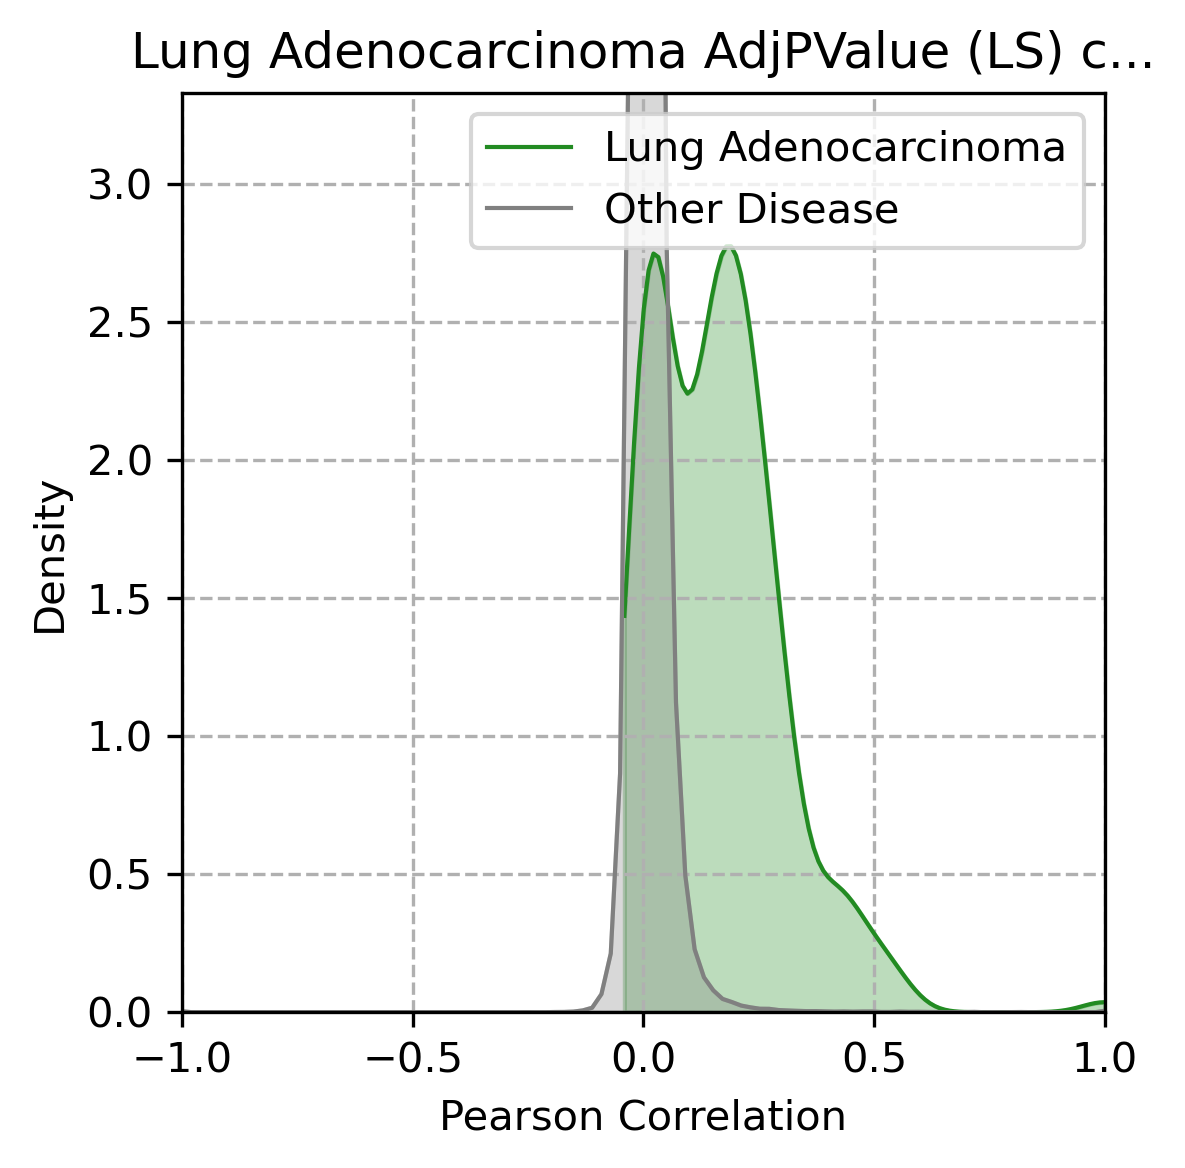 Lung Adenocarcinoma AdjPValue (LS) c...
Lung Adenocarcinoma
Other Disease
Density
3.0
2.5
2.0
1.5
1.0
0.5
0.0
−1.0
−0.5
0.0
0.5
1.0
Pearson Correlation